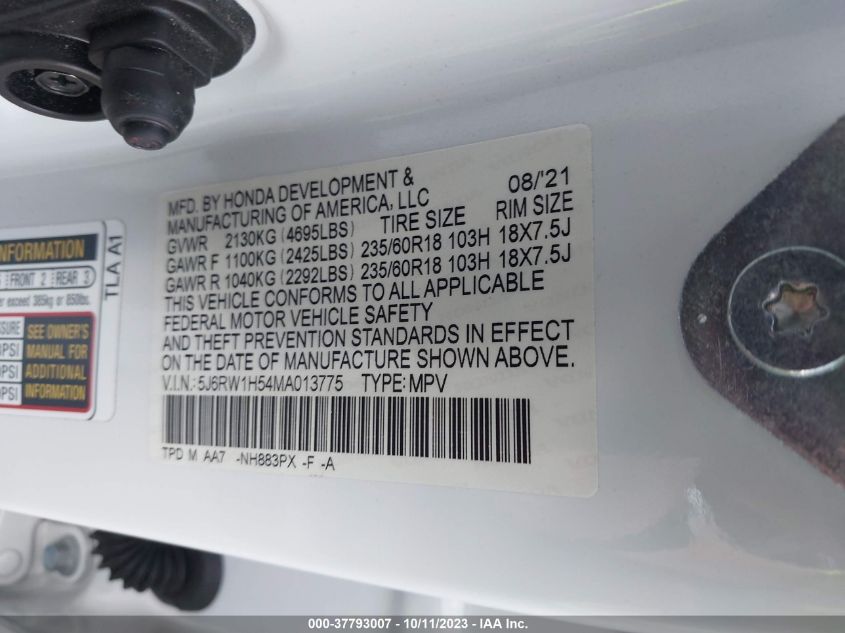 MFD. BY HONDA DEVELOPMENT & 08/'21
MANUFACTURING OF AMERICA, LLC
GVWR 2130KG (4695LBS) TIRE SIZE RIM SIZE
GAWR F 1100KG (2425LBS) 235/60R18 103H 18X7.5J
GAWR R 1040KG (2292LBS) 235/60R18 103H 18X7.5J
THIS VEHICLE CONFORMS TO ALL APPLICABLE
FEDERAL MOTOR VEHICLE SAFETY
AND THEFT PREVENTION STANDARDS IN EFFECT
ON THE DATE OF MANUFACTURE SHOWN ABOVE.
V.I.N.: 5J6RW1H54MA013775 TYPE: MPV
TPD M AA7 -NH883PX -F -A
INFORMATION
FRONT 2 REAR 3
exceed 385kg or 850lbs.
SEE OWNER'S
PSI MANUAL FOR
PSI ADDITIONAL
PSI INFORMATION
TLA A1
000-37793007 - 10/11/2023 - IAA Inc.